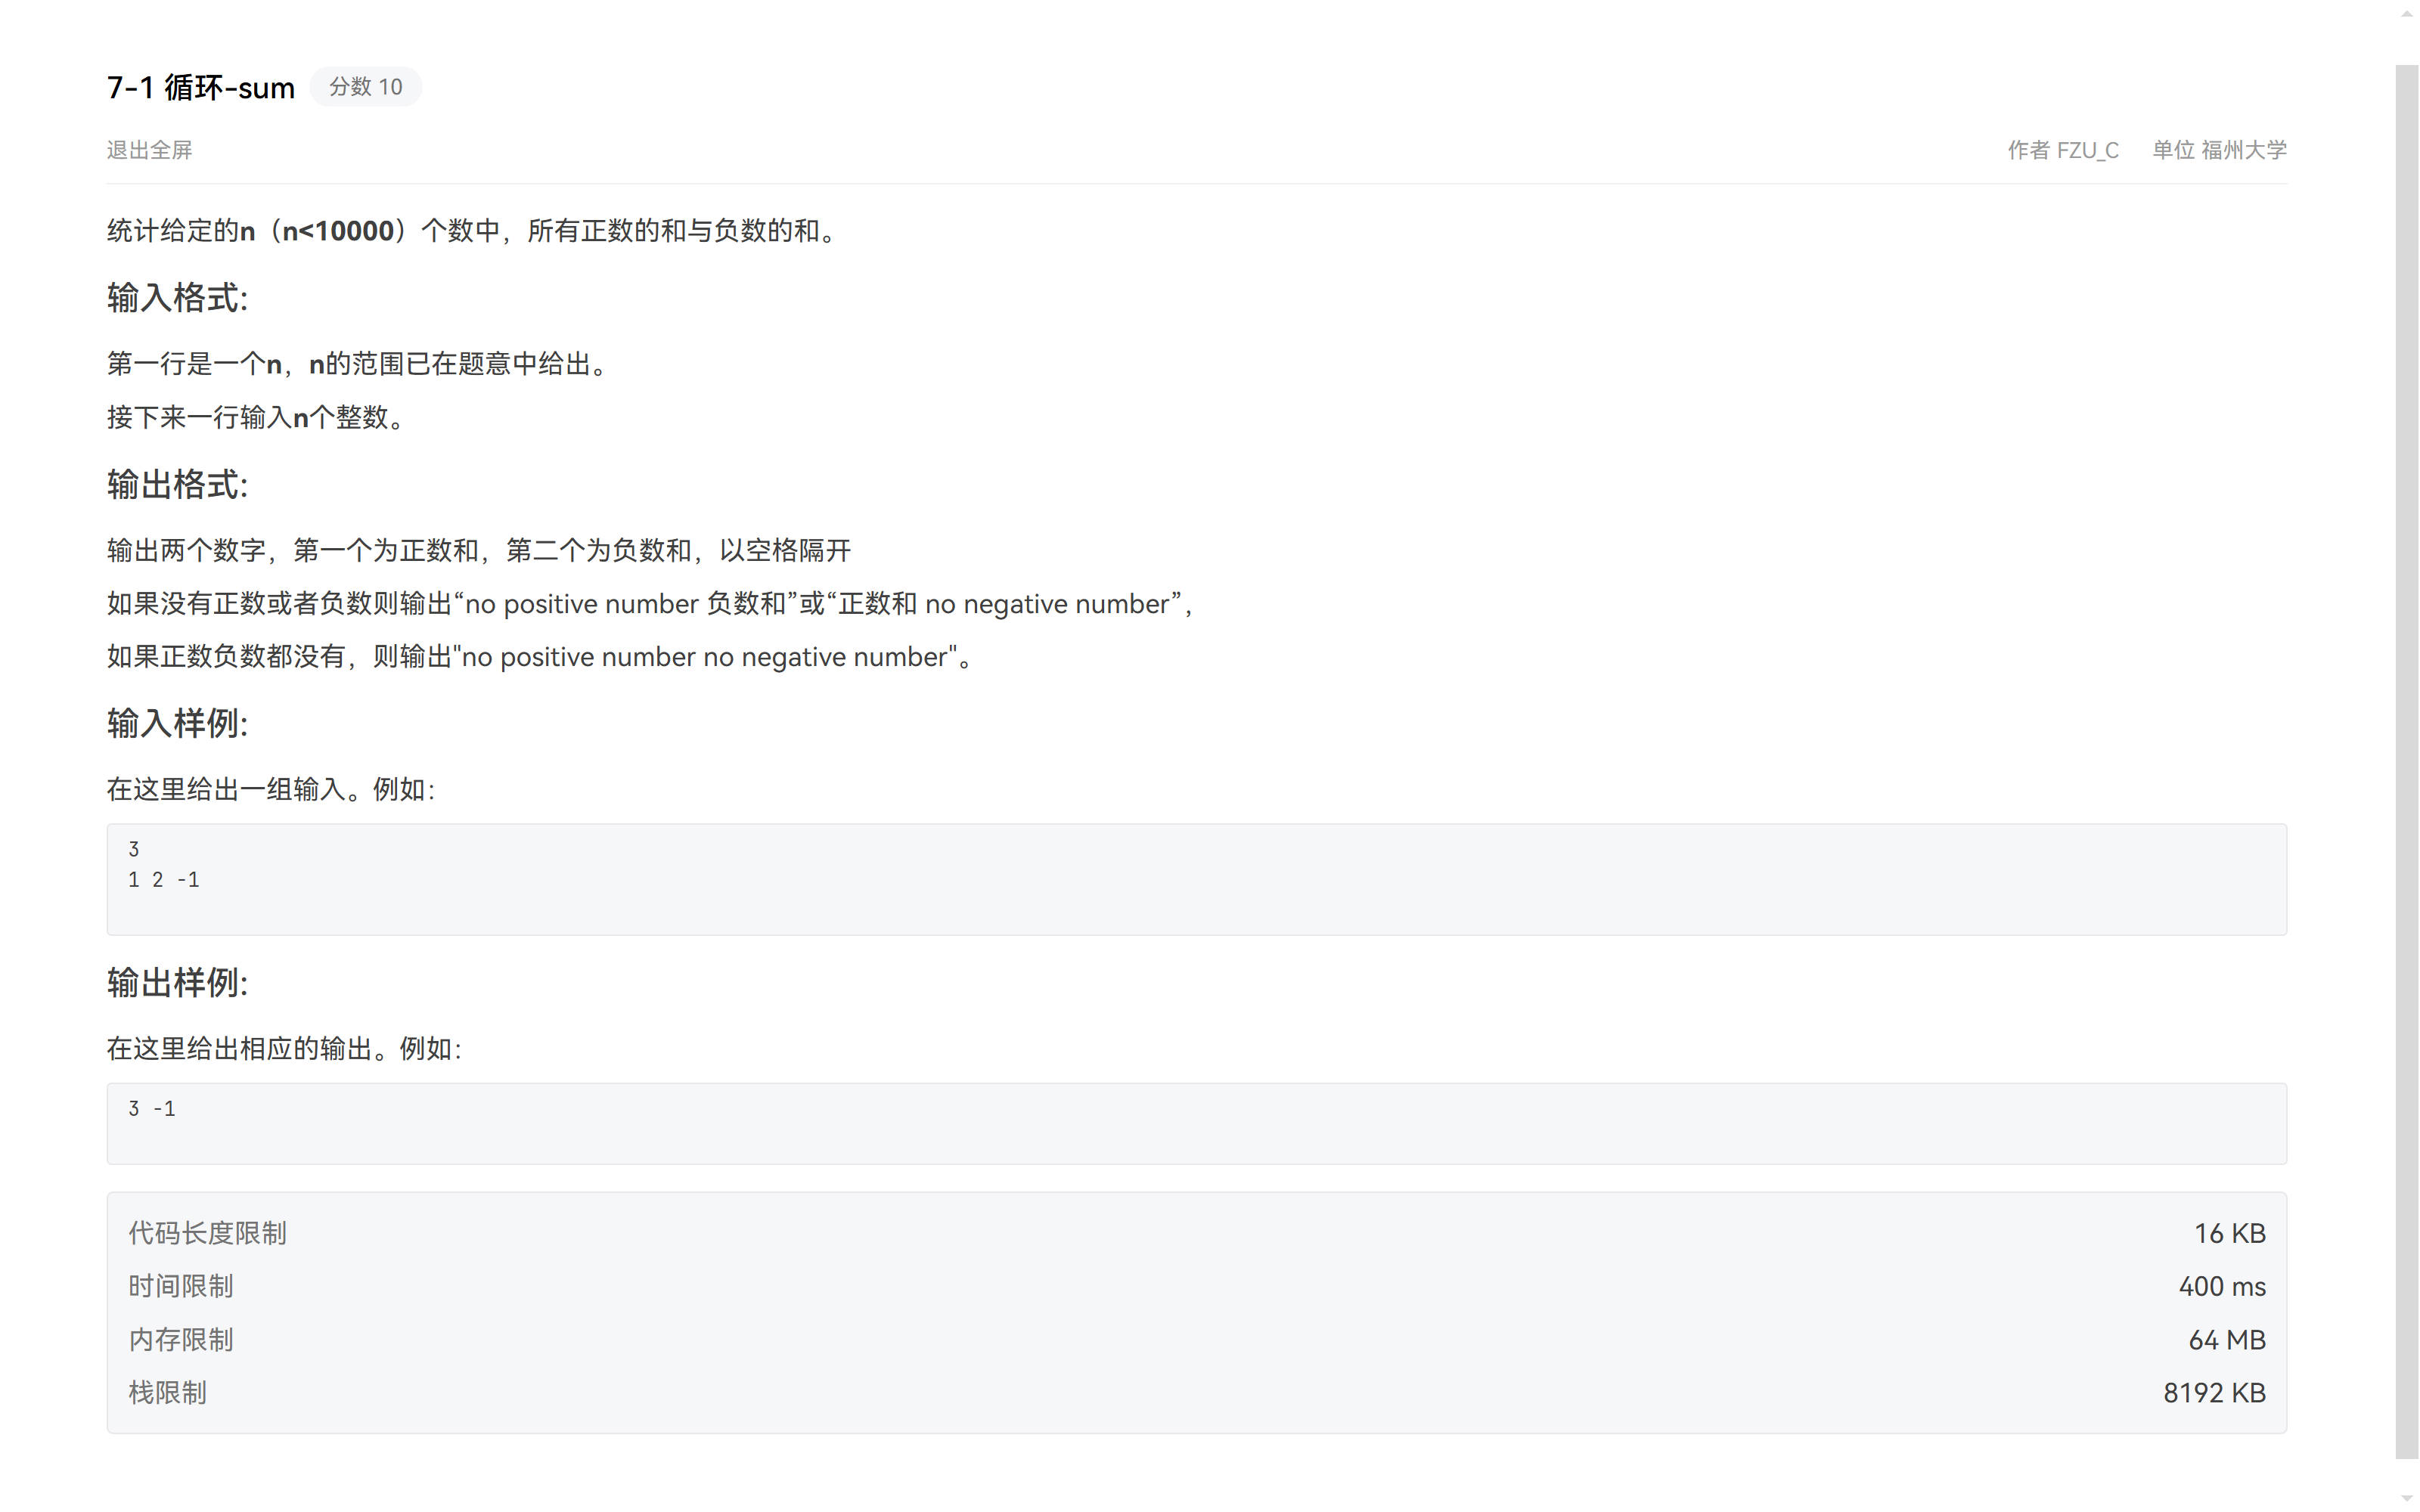 7-1 循环-sum 分数 10
退出全屏 作者 FZU_C 单位 福州大学
统计给定的n（n<10000）个数中，所有正数的和与负数的和。
输入格式:
第一行是一个n，n的范围已在题意中给出。
接下来一行输入n个整数。
输出格式:
输出两个数字，第一个为正数和，第二个为负数和，以空格隔开
如果没有正数或者负数则输出“no positive number 负数和”或“正数和 no negative number”，
如果正数负数都没有，则输出"no positive number no negative number"。
输入样例:
在这里给出一组输入。例如：
3
1 2 -1
输出样例:
在这里给出相应的输出。例如：
3 -1
代码长度限制 16 KB
时间限制 400 ms
内存限制 64 MB
栈限制 8192 KB